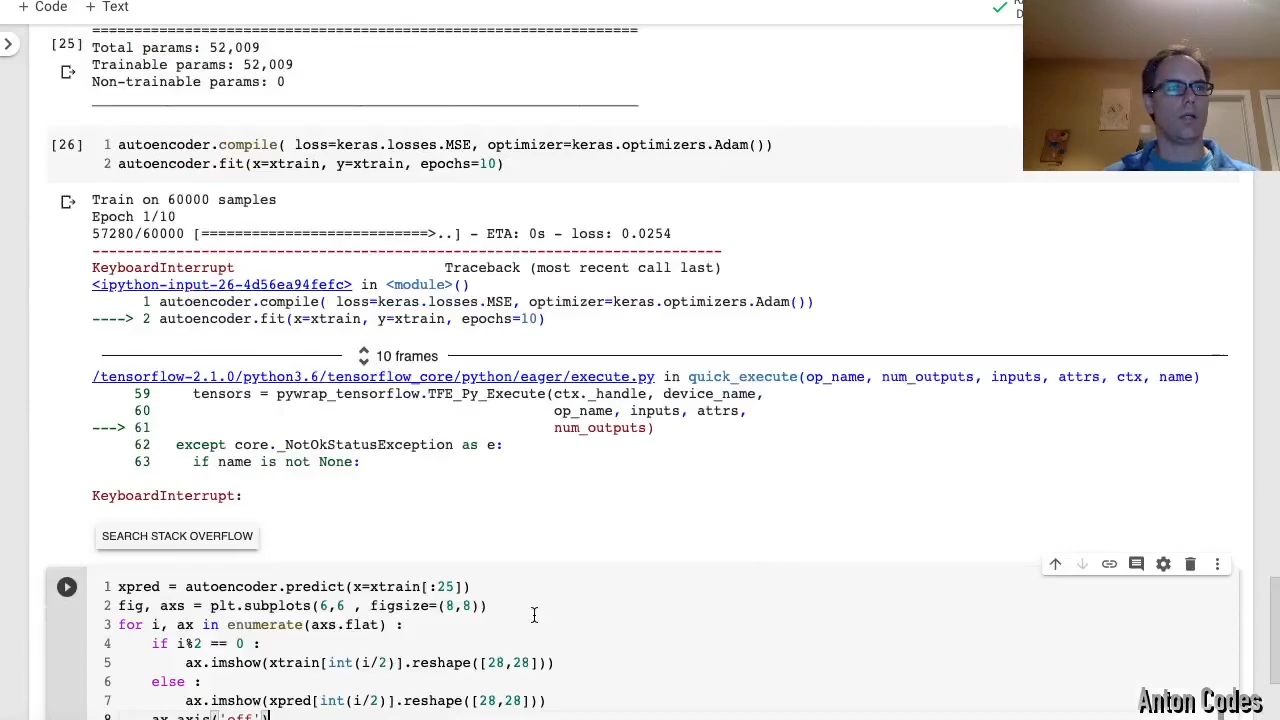 + Code + Text
================================================================
[25] Total params: 52,009
Trainable params: 52,009
Non-trainable params: 0
[26] 1 autoencoder.compile( loss=keras.losses.MSE, optimizer=keras.optimizers.Adam())
2 autoencoder.fit(x=xtrain, y=xtrain, epochs=10)
Train on 60000 samples
Epoch 1/10
57280/60000 [===========================>..] - ETA: 0s - loss: 0.0254
---------------------------------------------------------------------------
KeyboardInterrupt Traceback (most recent call last)
<ipython-input-26-4d56ea94fefc> in <module>()
1 autoencoder.compile( loss=keras.losses.MSE, optimizer=keras.optimizers.Adam())
----> 2 autoencoder.fit(x=xtrain, y=xtrain, epochs=10)
10 frames
/tensorflow-2.1.0/python3.6/tensorflow_core/python/eager/execute.py in quick_execute(op_name, num_outputs, inputs, attrs, ctx, name)
59 tensors = pywrap_tensorflow.TFE_Py_Execute(ctx._handle, device_name,
60 op_name, inputs, attrs,
---> 61 num_outputs)
62 except core._NotOkStatusException as e:
63 if name is not None:
KeyboardInterrupt:
SEARCH STACK OVERFLOW
1 xpred = autoencoder.predict(x=xtrain[:25])
2 fig, axs = plt.subplots(6,6 , figsize=(8,8))
3 for i, ax in enumerate(axs.flat) :
4 if i%2 == 0 :
5 ax.imshow(xtrain[int(i/2)].reshape([28,28]))
6 else :
7 ax.imshow(xpred[int(i/2)].reshape([28,28]))
8 ax.axis('off')
Anton Codes